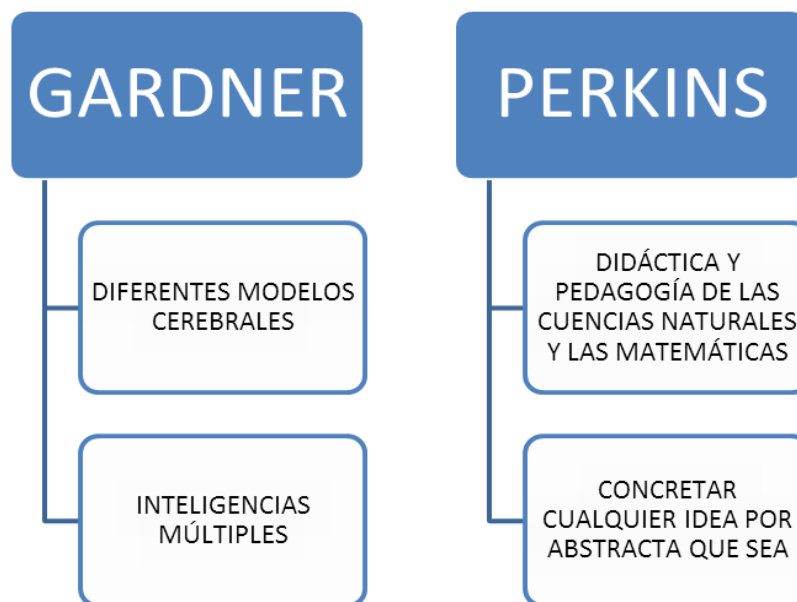 GARDNER
DIFERENTES MODELOS
CEREBRALES
INTELIGENCIAS
MÚLTIPLES
PERKINS
DIDÁCTICA Y
PEDAGOGÍA DE LAS
CUENCIAS NATURALES
Y LAS MATEMÁTICAS
CONCRETAR
CUALQUIER IDEA POR
ABSTRACTA QUE SEA